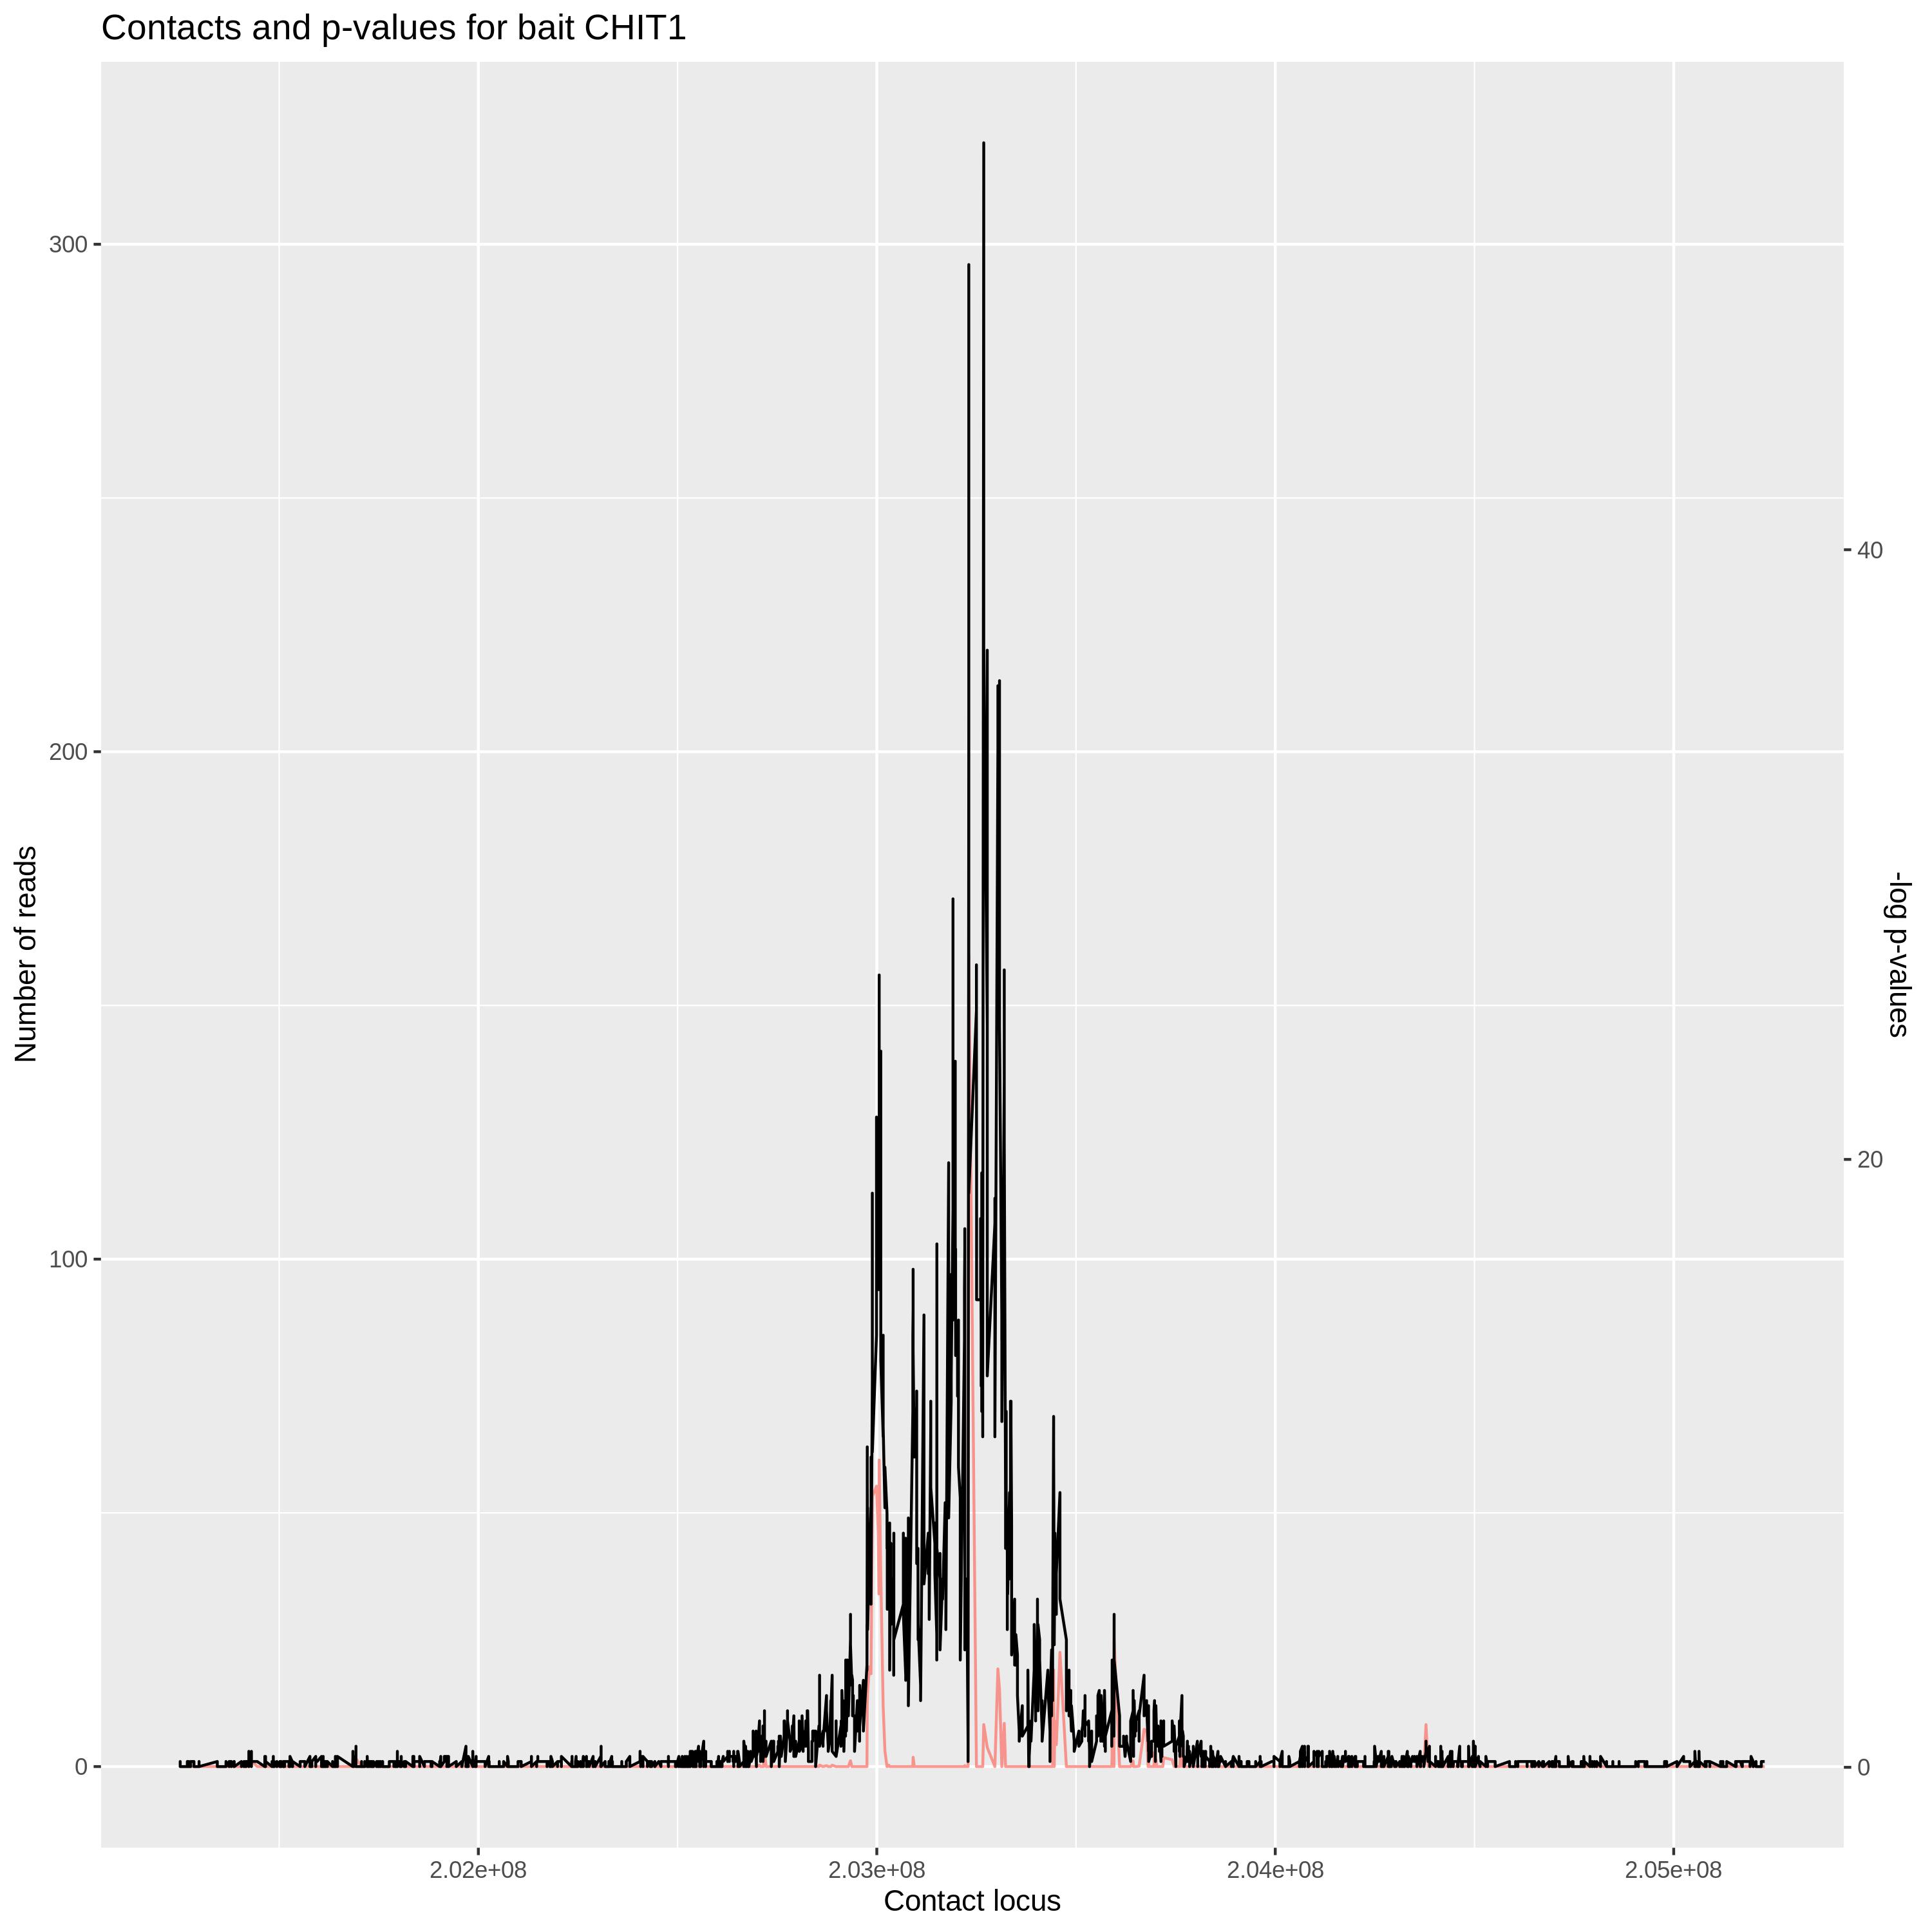 Contacts and p-values for bait CHIT1
Number of reads
300
200
100
0
40
20
0
-log p-values
2.02e+08 2.03e+08 2.04e+08 2.05e+08
Contact locus